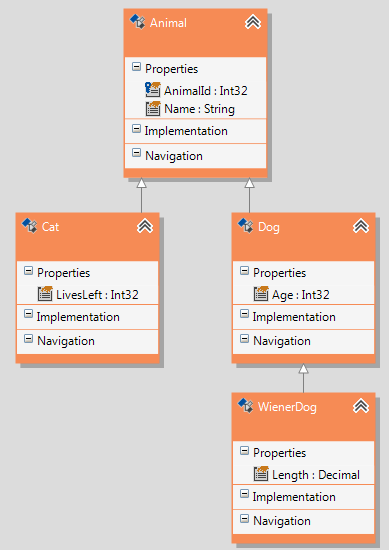 Animal
Properties
AnimalId : Int32
Name : String
Implementation
Navigation
Cat
Properties
LivesLeft : Int32
Implementation
Navigation
Dog
Properties
Age : Int32
Implementation
Navigation
WienerDog
Properties
Length : Decimal
Implementation
Navigation